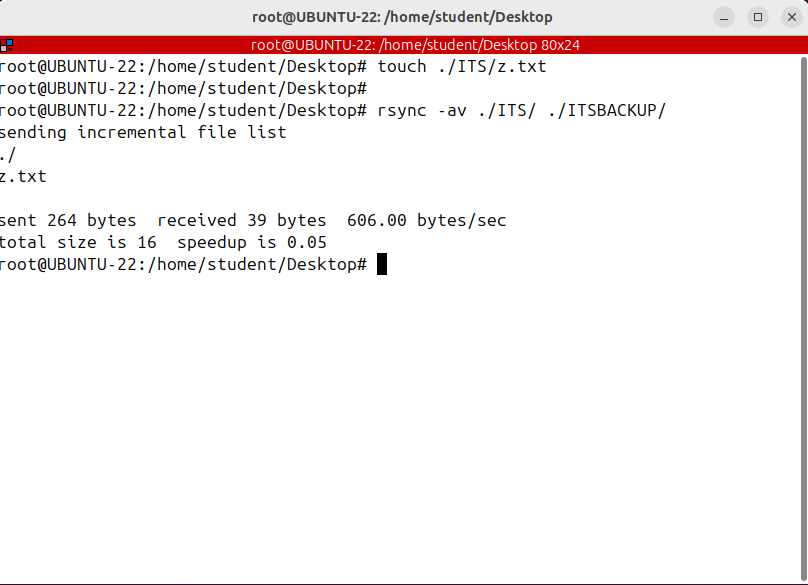 root@UBUNTU-22: /home/student/Desktop
root@UBUNTU-22: /home/student/Desktop 80x24
root@UBUNTU-22:/home/student/Desktop# touch ./ITS/z.txt
root@UBUNTU-22:/home/student/Desktop#
root@UBUNTU-22:/home/student/Desktop# rsync -av ./ITS/ ./ITSBACKUP/
sending incremental file list
./
z.txt
sent 264 bytes  received 39 bytes  606.00 bytes/sec
total size is 16  speedup is 0.05
root@UBUNTU-22:/home/student/Desktop#